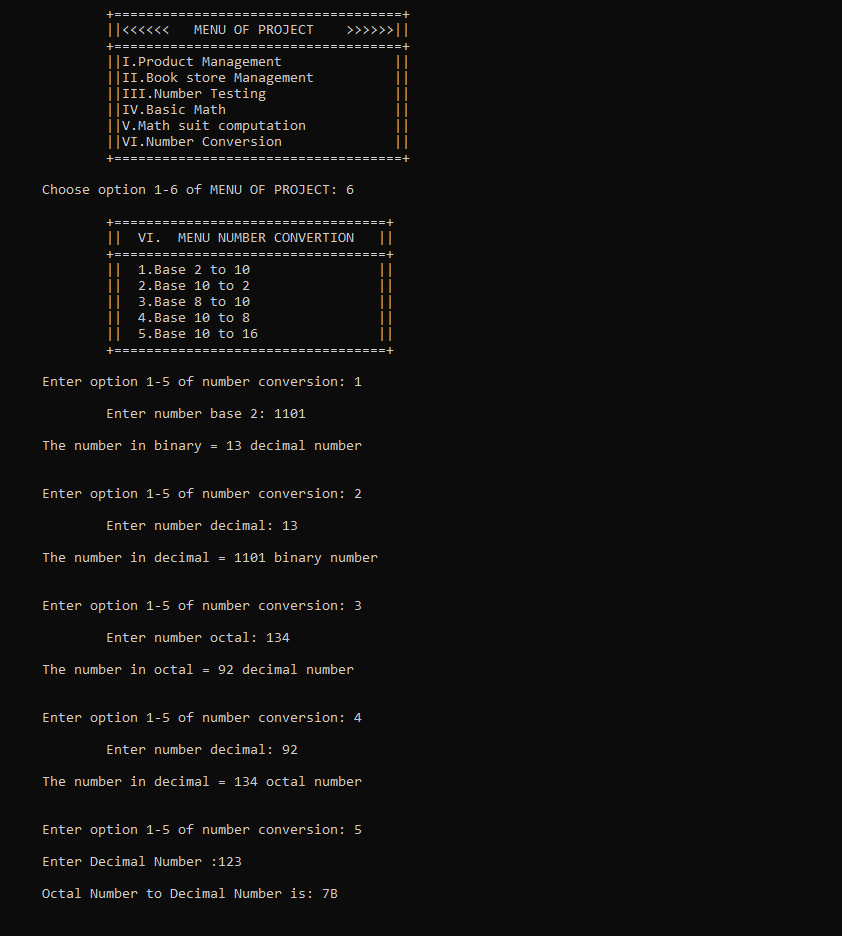 +====================================+
||<<<<<<   MENU OF PROJECT    >>>>>>||
+====================================+
||I.Product Management              ||
||II.Book store Management          ||
||III.Number Testing                ||
||IV.Basic Math                     ||
||V.Math suit computation           ||
||VI.Number Conversion              ||
+====================================+
Choose option 1-6 of MENU OF PROJECT: 6
+==================================+
||  VI.  MENU NUMBER CONVERTION   ||
+==================================+
||  1.Base 2 to 10                ||
||  2.Base 10 to 2                ||
||  3.Base 8 to 10                ||
||  4.Base 10 to 8                ||
||  5.Base 10 to 16               ||
+==================================+
Enter option 1-5 of number conversion: 1
Enter number base 2: 1101
The number in binary = 13 decimal number
Enter option 1-5 of number conversion: 2
Enter number decimal: 13
The number in decimal = 1101 binary number
Enter option 1-5 of number conversion: 3
Enter number octal: 134
The number in octal = 92 decimal number
Enter option 1-5 of number conversion: 4
Enter number decimal: 92
The number in decimal = 134 octal number
Enter option 1-5 of number conversion: 5
Enter Decimal Number :123
Octal Number to Decimal Number is: 7B